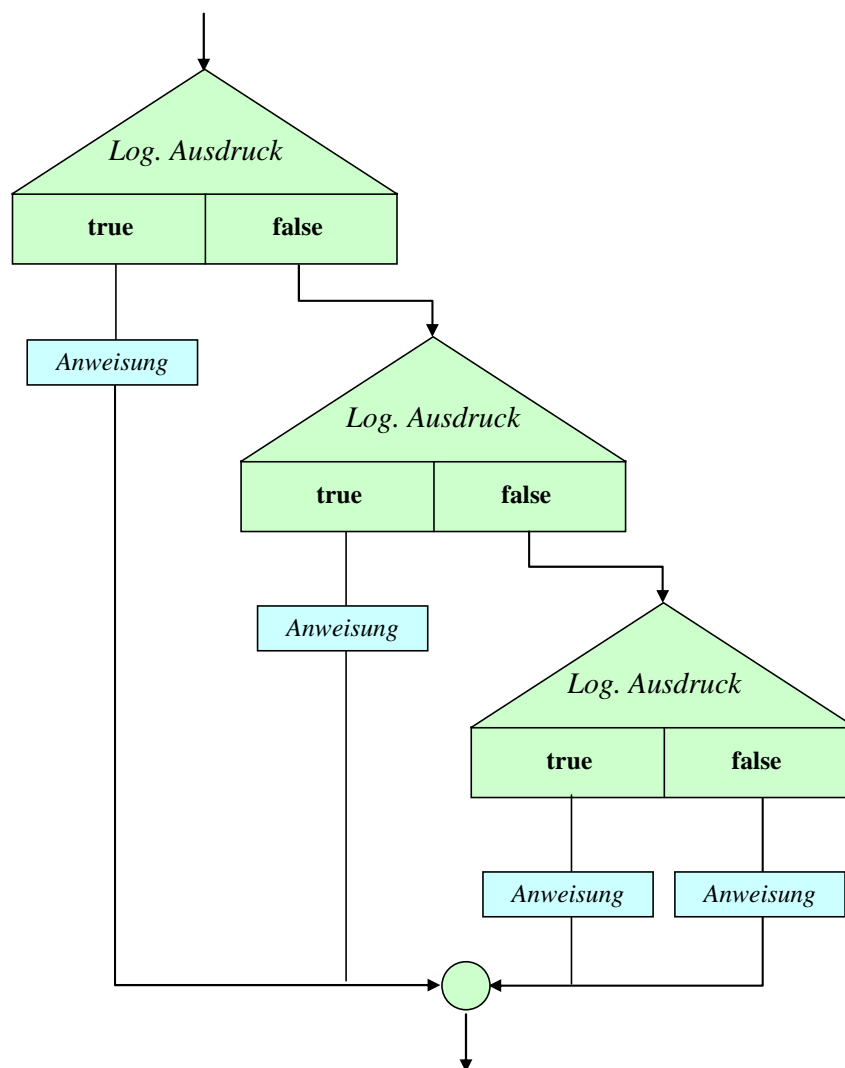 Log. Ausdruck
true false
Anweisung
Log. Ausdruck
true false
Anweisung
Log. Ausdruck
true false
Anweisung Anweisung